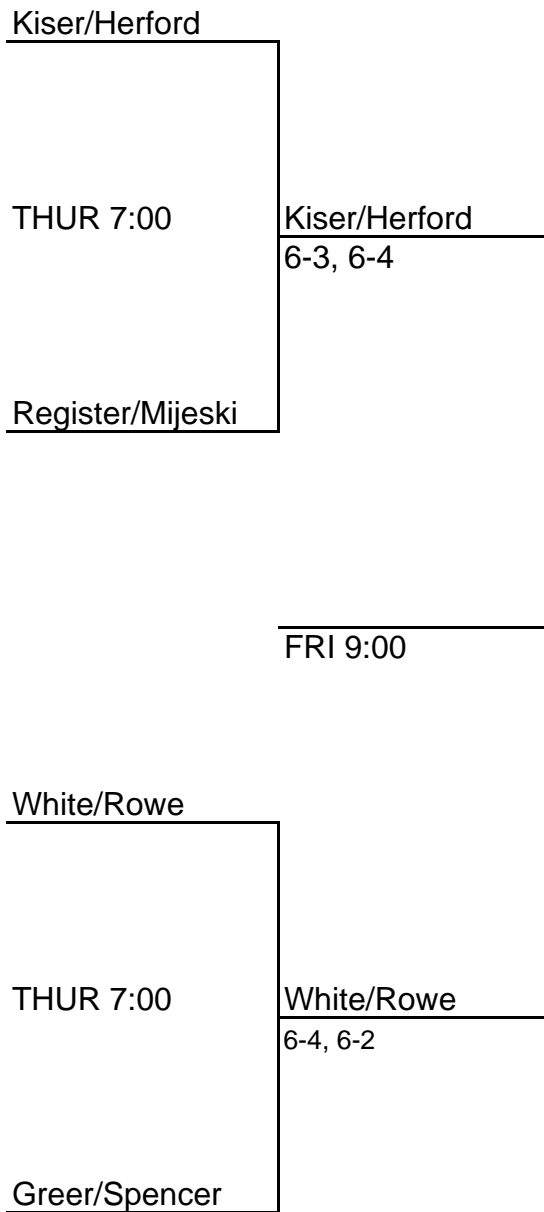 Kiser/Herford
THUR 7:00
Kiser/Herford
6-3, 6-4
Register/Mijeski
FRI 9:00
White/Rowe
THUR 7:00
White/Rowe
6-4, 6-2
Greer/Spencer